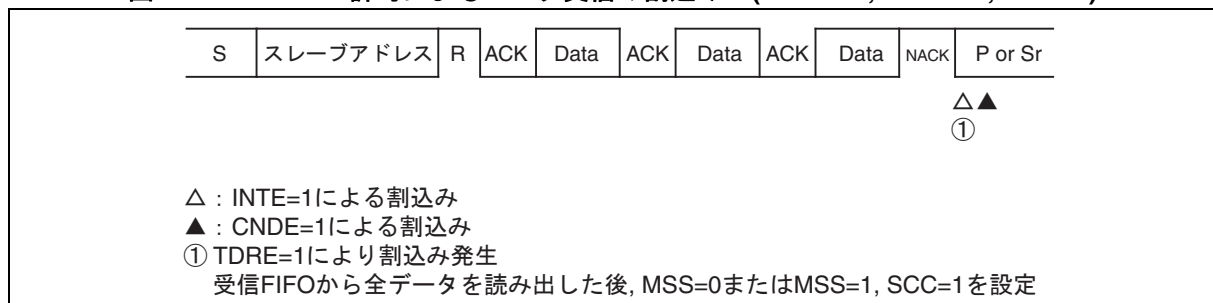 S スレーブアドレス R ACK Data ACK Data ACK Data NACK P or Sr
△▲
①
△：INTE=1による割込み
▲：CNDE=1による割込み
① TDRE=1により割込み発生
受信FIFOから全データを読み出した後, MSS=0またはMSS=1, SCC=1を設定